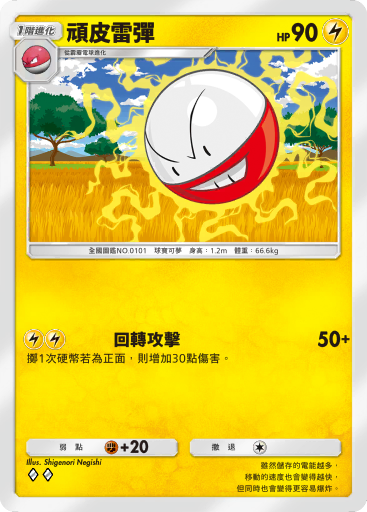 1階進化
頑皮雷彈
HP 90
從霹靂電球進化
全國圖鑑NO.0101 球寶可夢 身高：1.2m 體重：66.6kg
回轉攻擊 50+
擲1次硬幣若為正面，則增加30點傷害。
弱點 +20 撤退
Illus. Shigenori Negishi
雖然儲存的電能越多，
移動的速度也會變得越快，
但同時也會變得更容易爆炸。